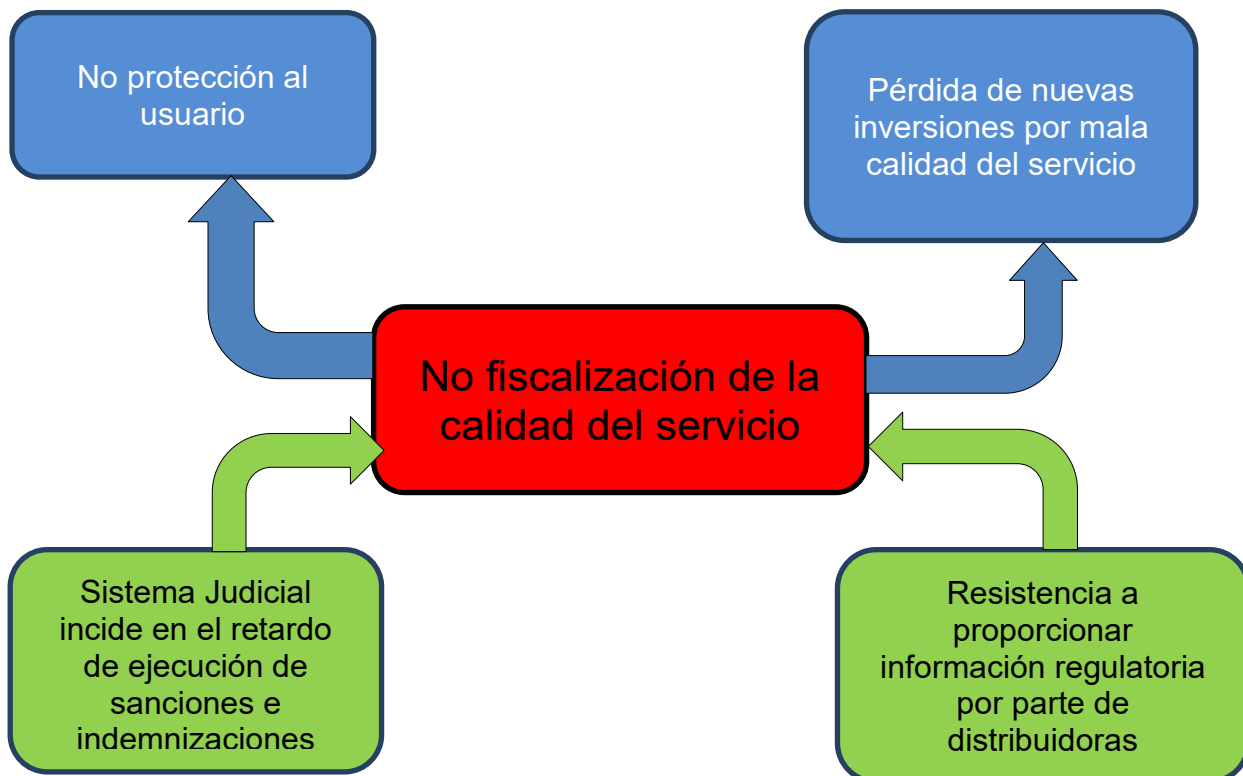 No protección al
usuario
Pérdida de nuevas
inversiones por mala
calidad del servicio
No fiscalización de la
calidad del servicio
Sistema Judicial
incide en el retardo
de ejecución de
sanciones e
indemnizaciones
Resistencia a
proporcionar
información regulatoria
por parte de
distribuidoras